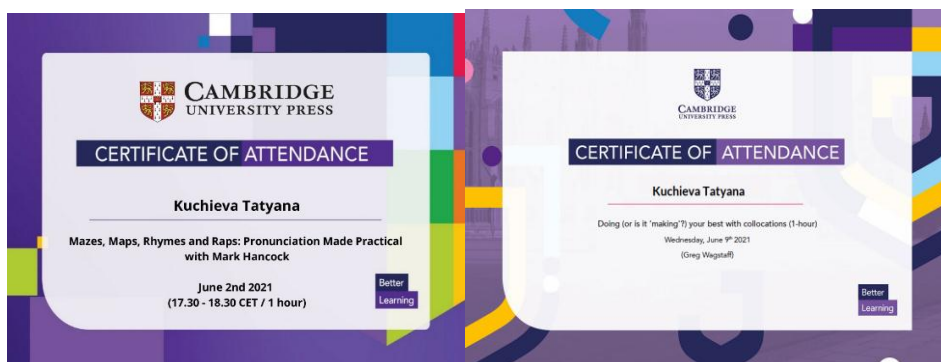 CAMBRIDGE
UNIVERSITY PRESS
CERTIFICATE OF ATTENDANCE
Kuchieva Tatyana
Mazes, Maps, Rhymes and Raps: Pronunciation Made Practical
with Mark Hancock
June 2nd 2021
(17.30 - 18.30 CET / 1 hour)
Better
Learning
CAMBRIDGE
UNIVERSITY PRESS
CERTIFICATE OF ATTENDANCE
Kuchieva Tatyana
Doing (or is it 'making'?) your best with collocations (1-hour)
Wednesday, June 9th 2021
(Greg Wagstaff)
Better
Learning